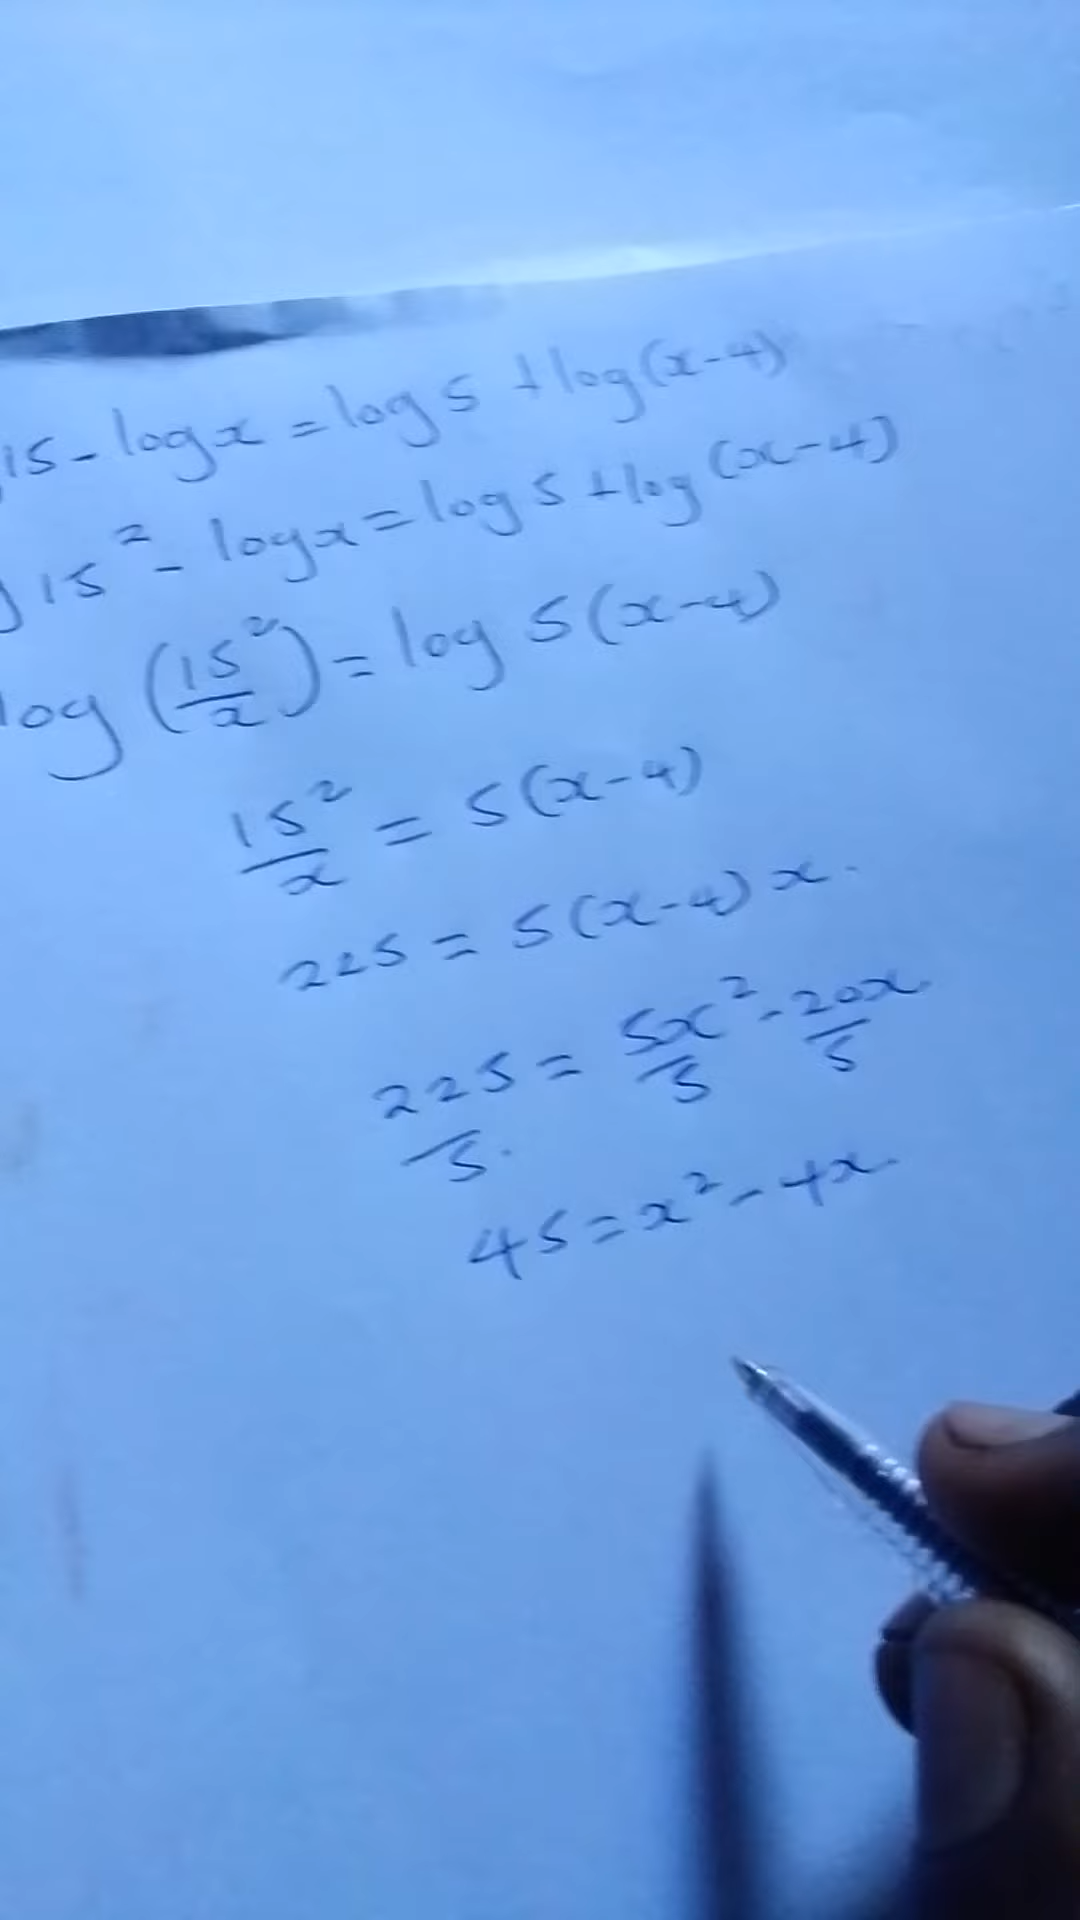 15 - log x = log 5 + log(x-4)
g 15² - log x = log 5 + log (x-4)
log (15²/x) = log 5(x-4)
15²/x = 5(x-4)
225 = 5(x-4)x.
225/5. = 5x²/5 - 20x/5
45 = x² - 4x.